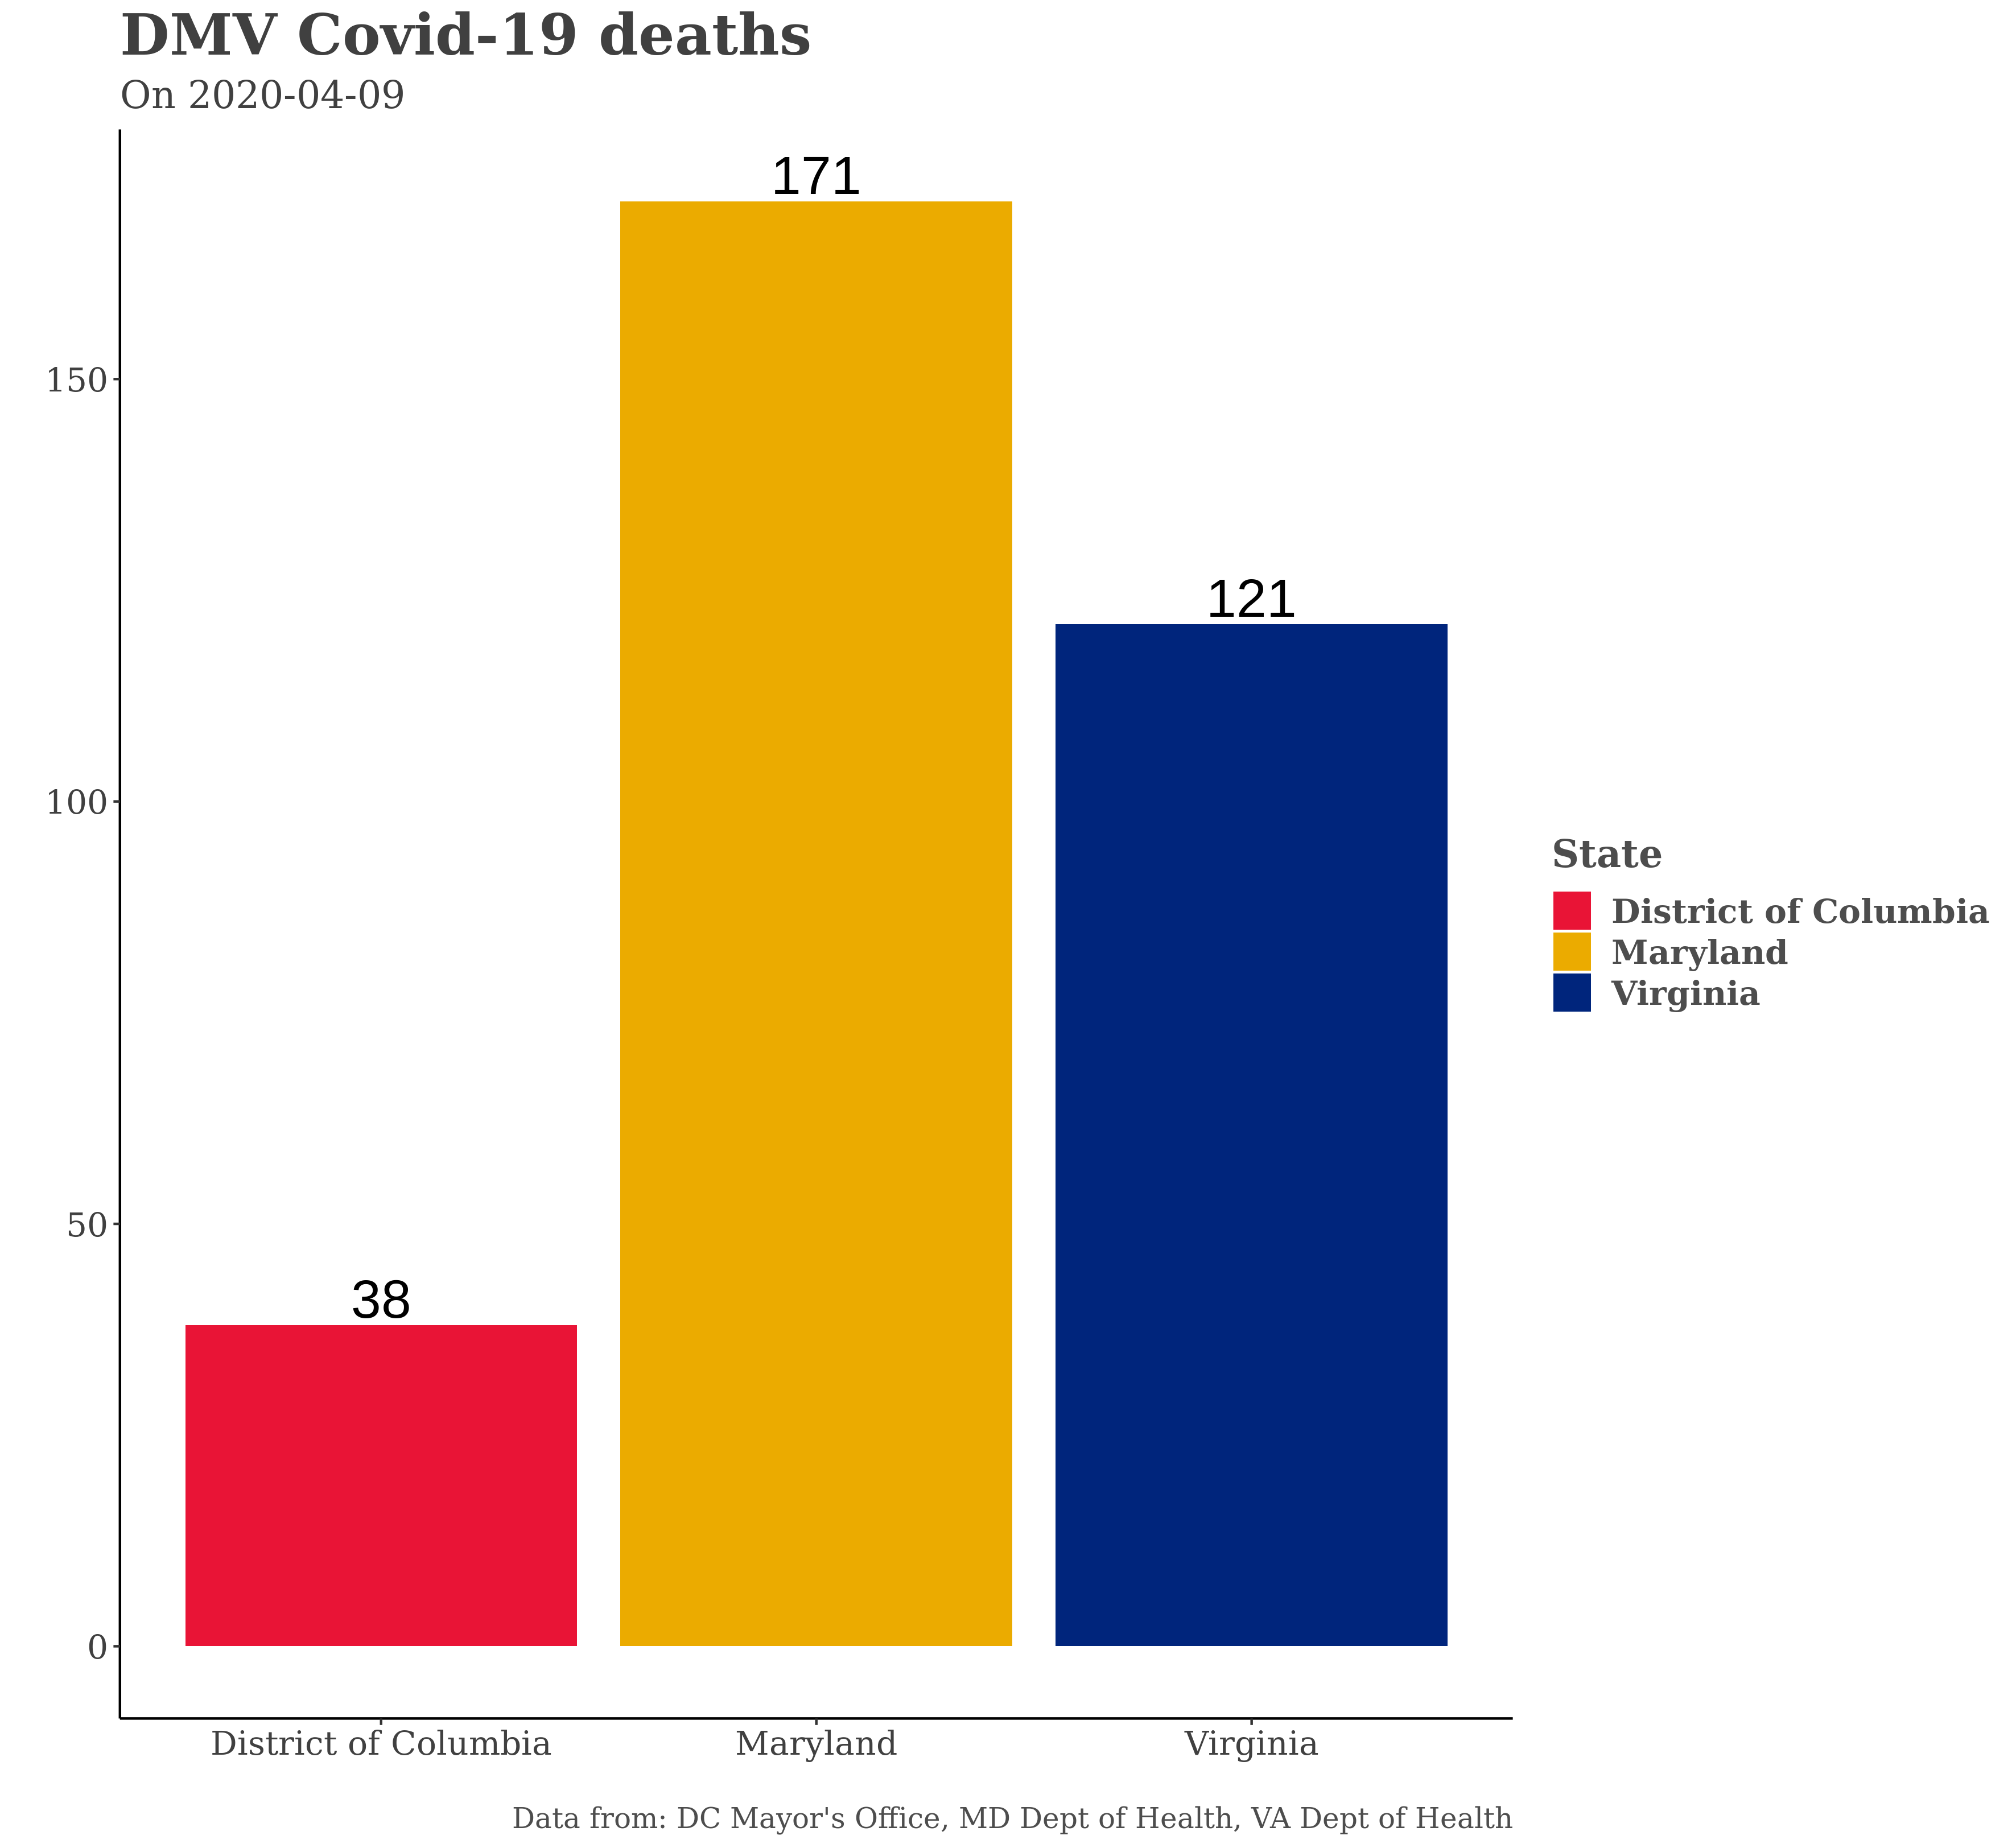 DMV Covid-19 deaths
On 2020-04-09
171
150
121
100
State
District of Columbia
Maryland
Virginia
50
38
0
District of Columbia
Maryland
Virginia
Data from: DC Mayor's Office, MD Dept of Health, VA Dept of Health